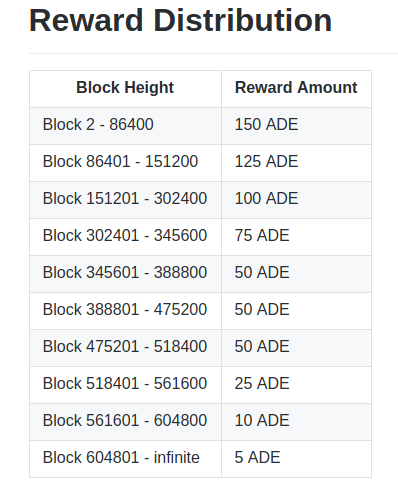 Reward Distribution
Block Height Reward Amount
Block 2 - 86400 150 ADE
Block 86401 - 151200 125 ADE
Block 151201 - 302400 100 ADE
Block 302401 - 345600 75 ADE
Block 345601 - 388800 50 ADE
Block 388801 - 475200 50 ADE
Block 475201 - 518400 50 ADE
Block 518401 - 561600 25 ADE
Block 561601 - 604800 10 ADE
Block 604801 - infinite 5 ADE